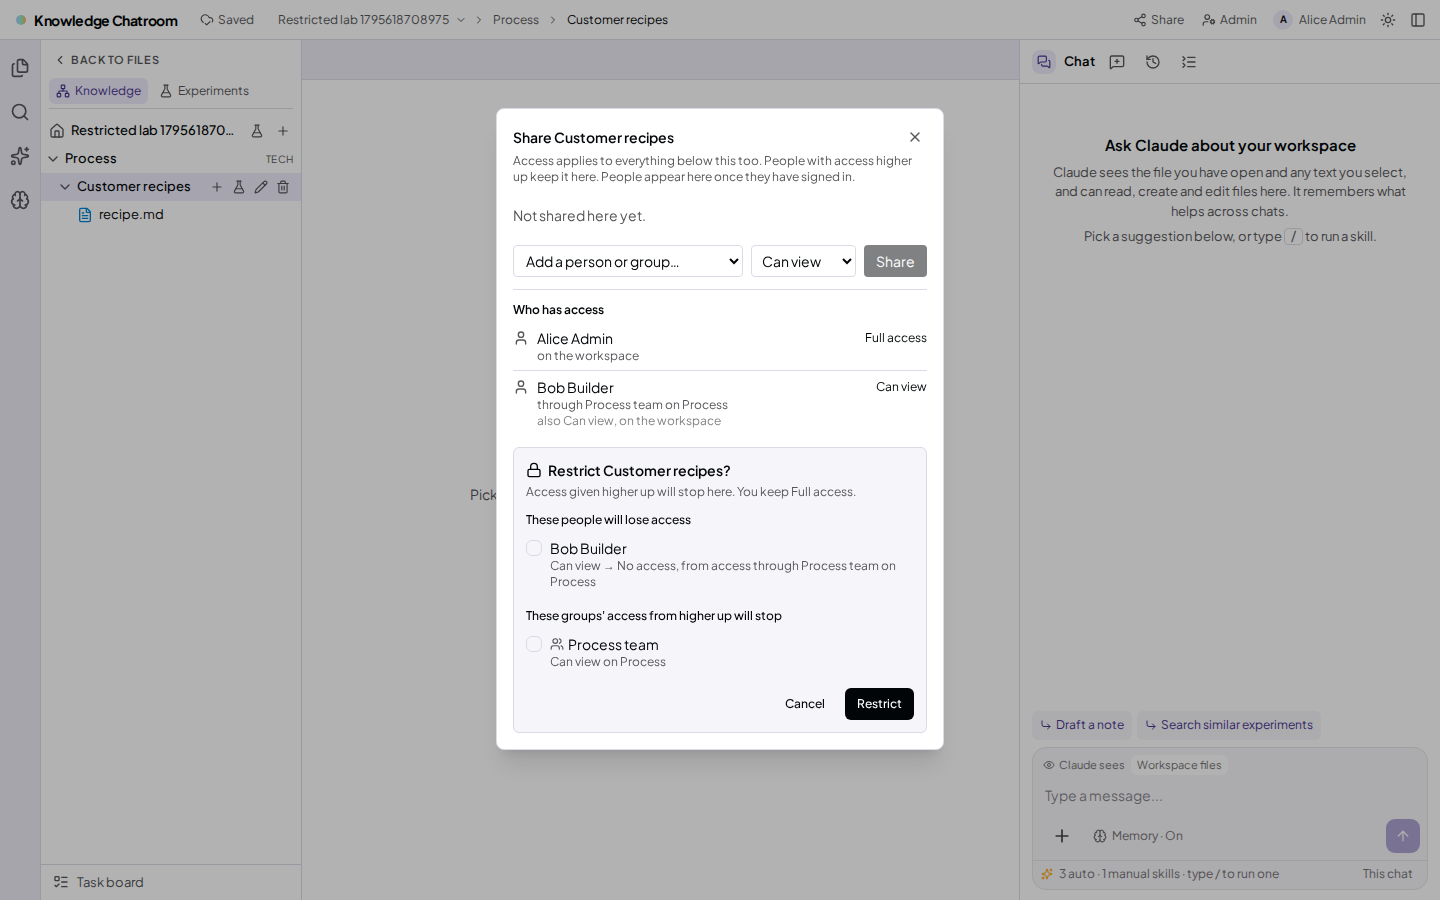 Knowledge Chatroom
Saved
Restricted lab 1795618708975
Process
Customer recipes
Share
Admin
A
Alice Admin
BACK TO FILES
Knowledge
Experiments
Restricted lab 179561870...
Process
TECH
Customer recipes
recipe.md
Task board
Pick
Share Customer recipes
Access applies to everything below this too. People with access higher
up keep it here. People appear here once they have signed in.
Not shared here yet.
Add a person or group...
Can view
Share
Who has access
Alice Admin
Full access
on the workspace
Bob Builder
Can view
through Process team on Process
also Can view, on the workspace
Restrict Customer recipes?
Access given higher up will stop here. You keep Full access.
These people will lose access
Bob Builder
Can view → No access, from access through Process team on
Process
These groups' access from higher up will stop
Process team
Can view on Process
Cancel
Restrict
Chat
Ask Claude about your workspace
Claude sees the file you have open and any text you select,
and can read, create and edit files here. It remembers what
helps across chats.
Pick a suggestion below, or type / to run a skill.
Draft a note
Search similar experiments
Claude sees
Workspace files
Type a message...
Memory · On
3 auto · 1 manual skills · type / to run one
This chat